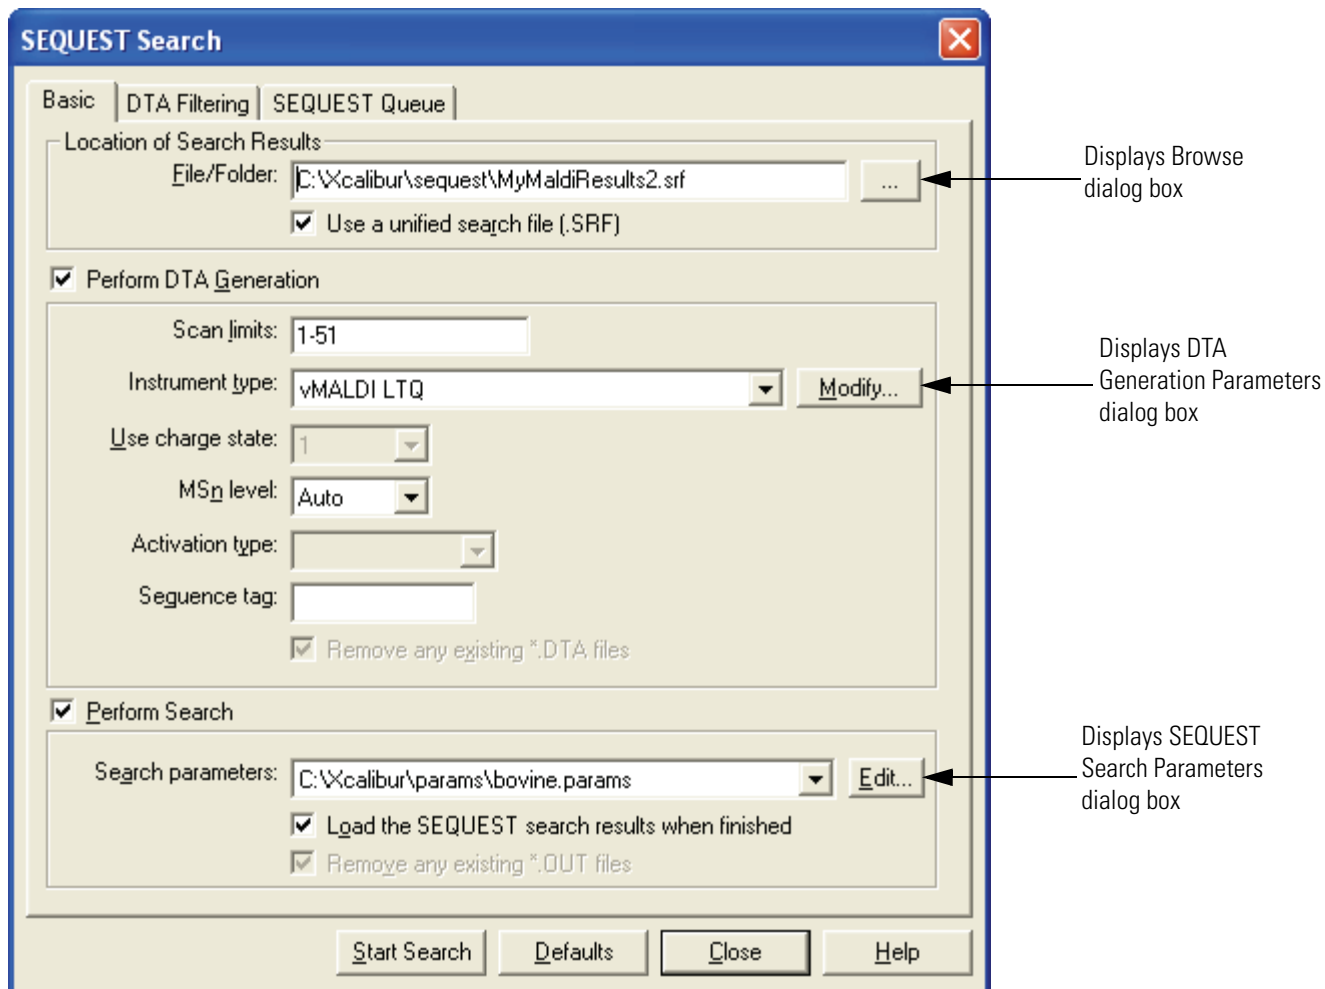 SEQUEST Search
Basic
DTA Filtering
SEQUEST Queue
Location of Search Results
File/Folder:
C:\Xcalibur\sequest\MyMaldiResults2.srf
...
Displays Browse
dialog box
Use a unified search file (.SRF)
Perform DTA Generation
Scan limits:
1-51
Instrument type:
vMALDI LTQ
Modify...
Displays DTA
Generation Parameters
dialog box
Use charge state:
1
MSn level:
Auto
Activation type:
Sequence tag:
Remove any existing *.DTA files
Perform Search
Search parameters:
C:\Xcalibur\params\bovine.params
Edit...
Displays SEQUEST
Search Parameters
dialog box
Load the SEQUEST search results when finished
Remove any existing *.OUT files
Start Search
Defaults
Close
Help